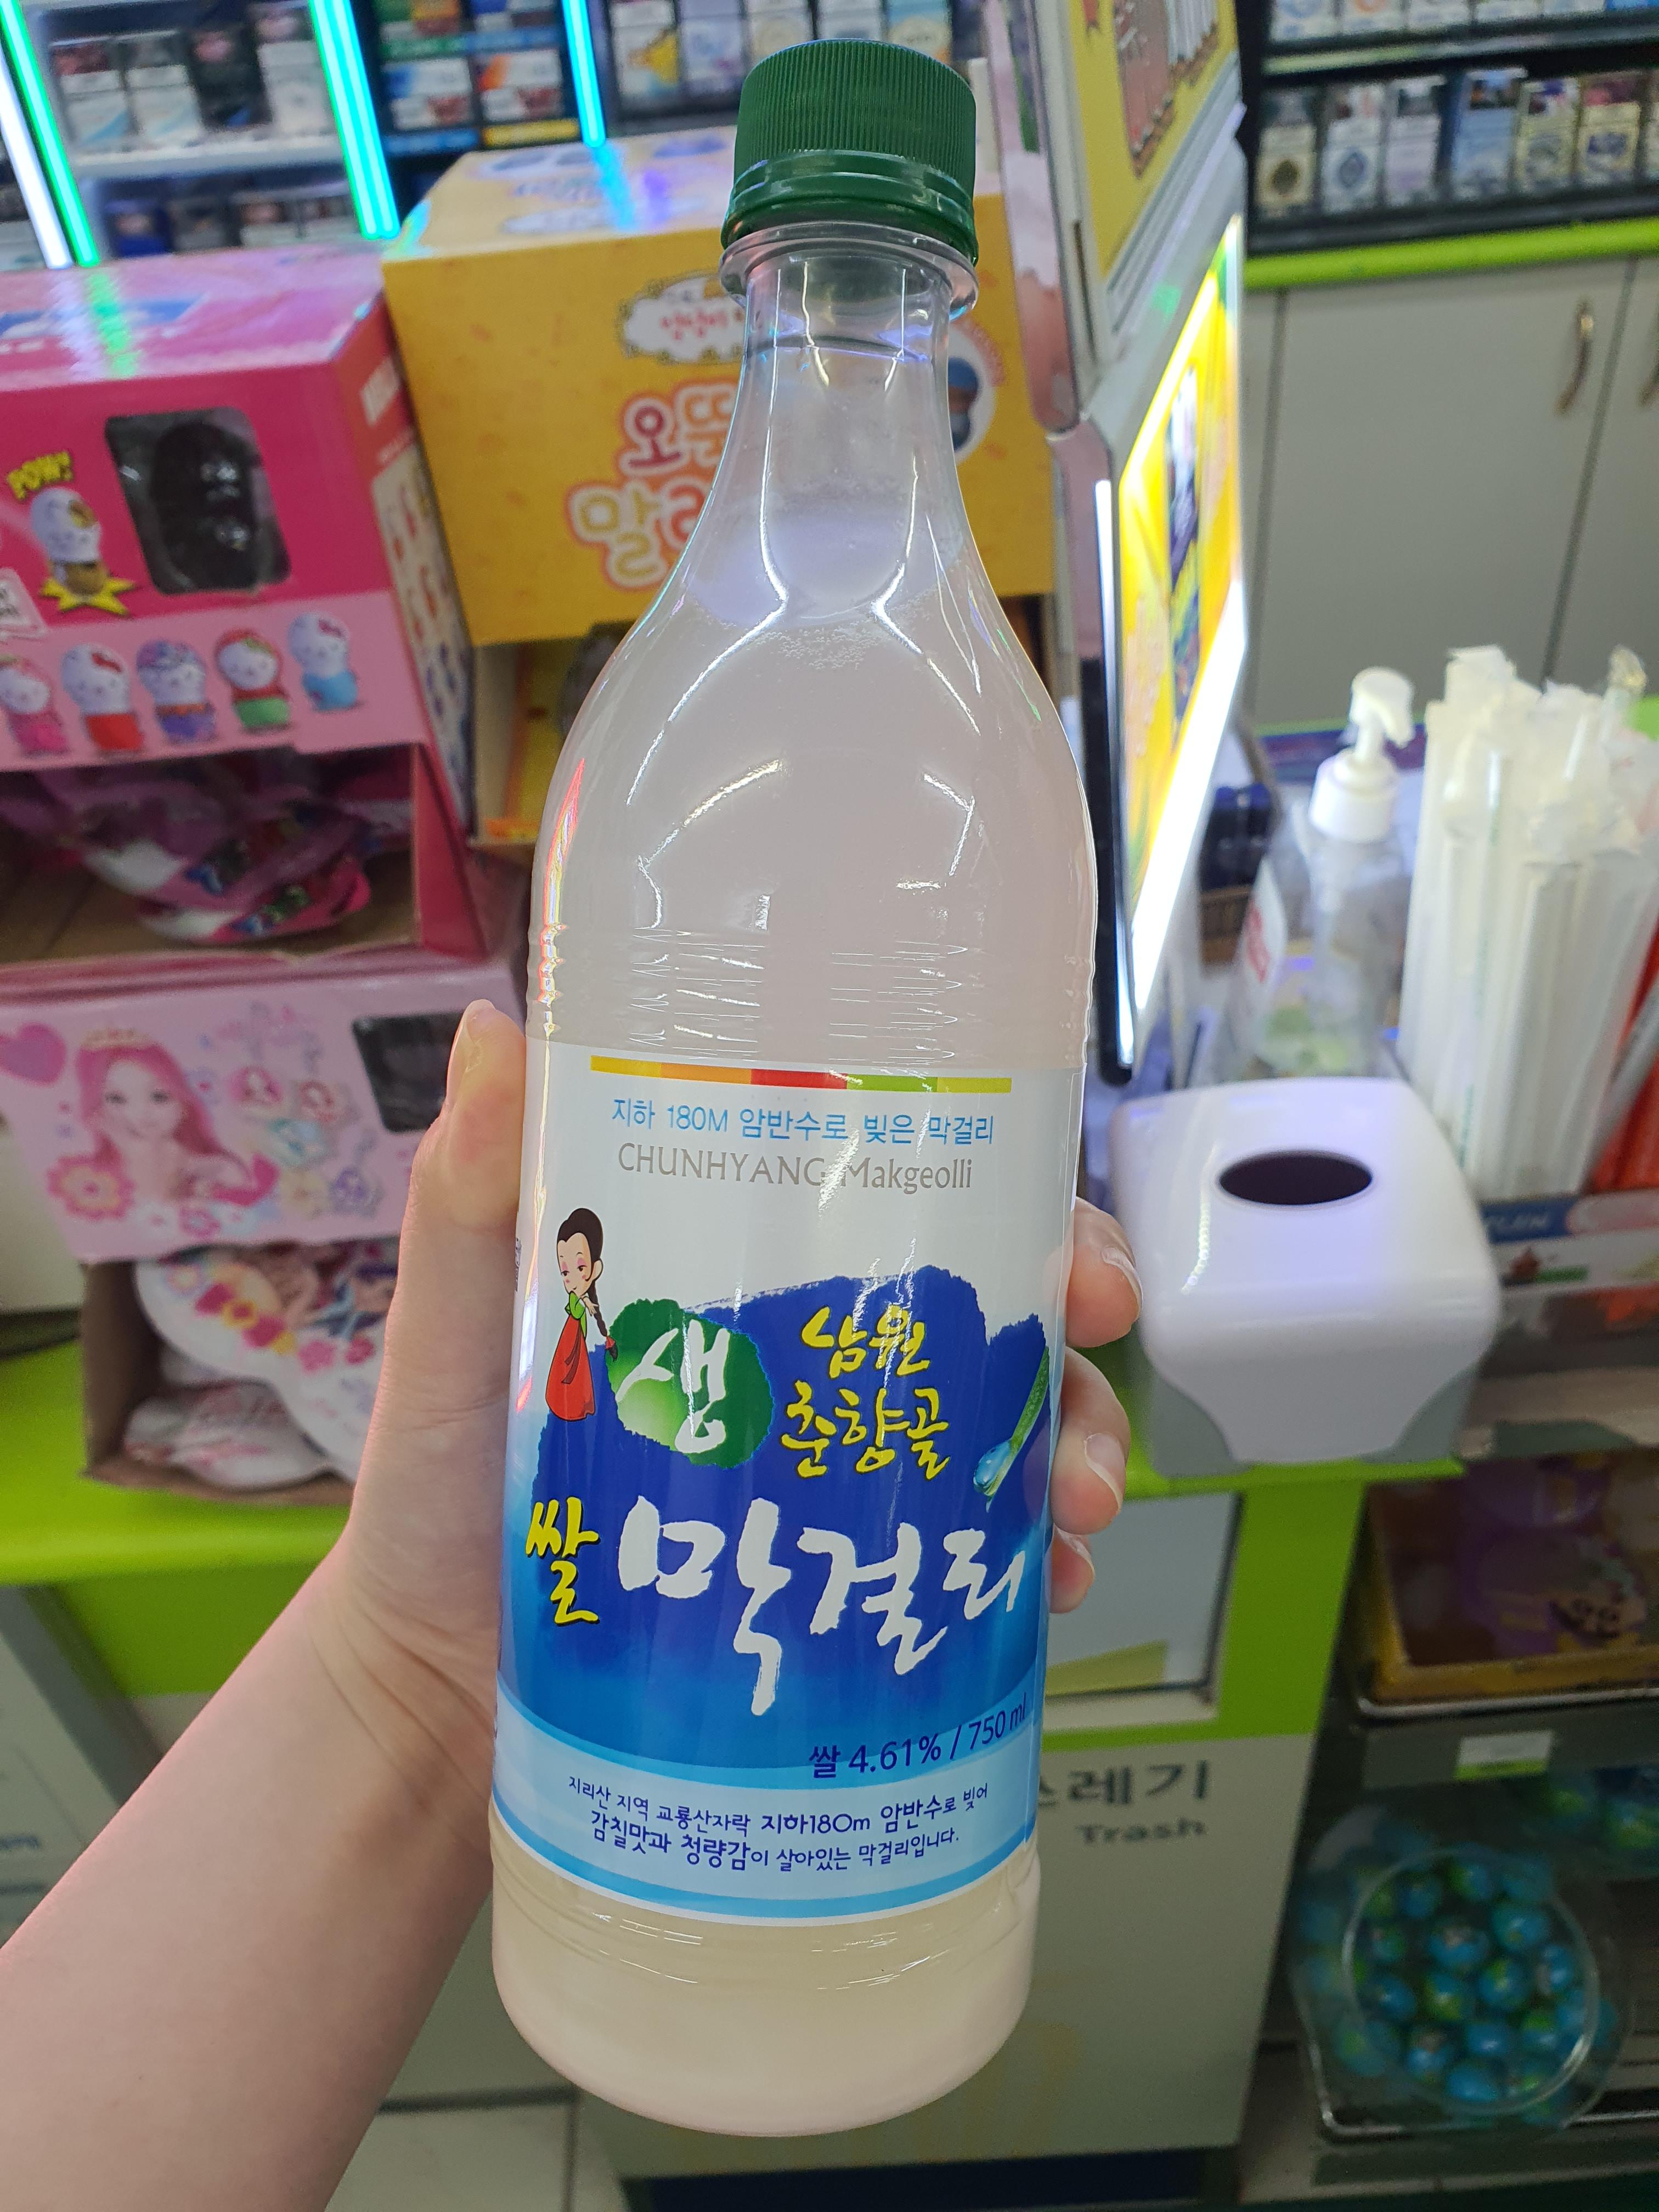 POW!
오뚝
말
지하 180M 암반수로 빚은 막걸리
CHUNHYANG Makgeolli
생
남원
춘향골
쌀 막걸리
쌀 4.61% / 750 ml
지리산 지역 교룡산자락 지하180m 암반수로 빚어
감칠맛과 청량감이 살아있는 막걸리입니다.
쓰레기
Trash